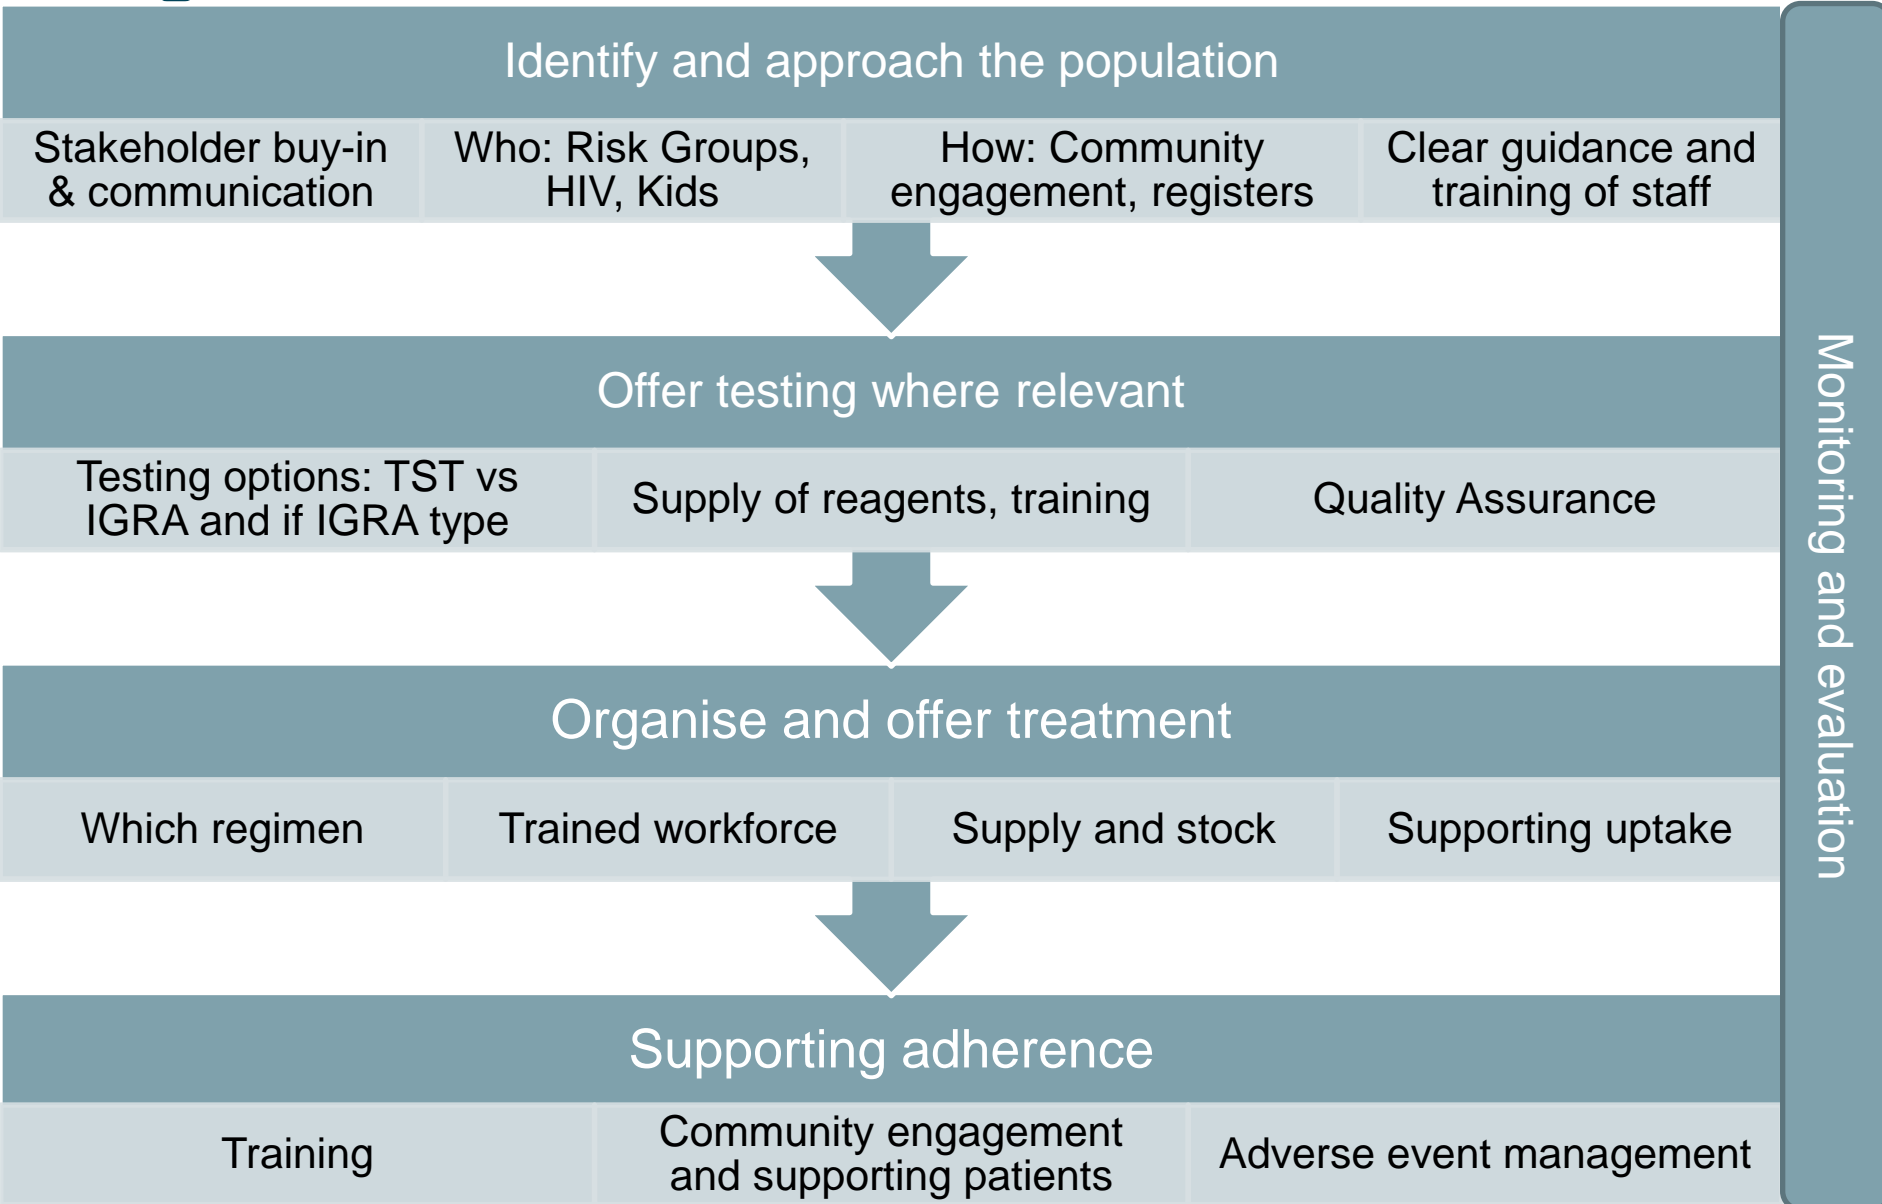 Identify and approach the population
Stakeholder buy-in
& communication
Who: Risk Groups,
HIV, Kids
How: Community
engagement, registers
Clear guidance and
training of staff
Offer testing where relevant
Testing options: TST vs
IGRA and if IGRA type
Supply of reagents, training
Quality Assurance
Organise and offer treatment
Which regimen
Trained workforce
Supply and stock
Supporting uptake
Supporting adherence
Training
Community engagement
and supporting patients
Adverse event management
Monitoring and evaluation